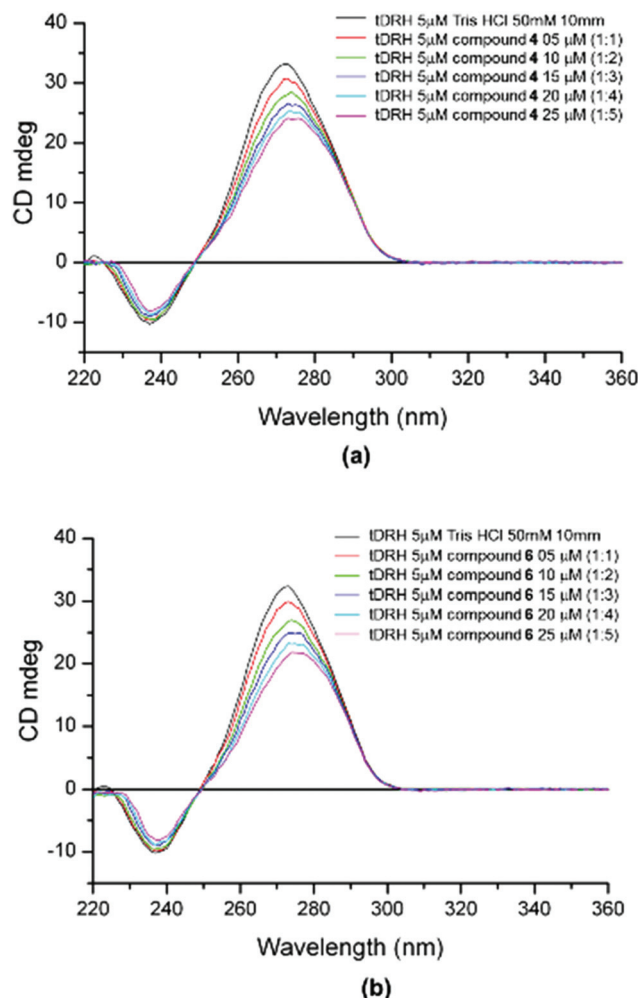 CD mdeg
40
30
20
10
0
-10
220 240 260 280 300 320 340 360
Wavelength (nm)
tDRH 5μM Tris HCl 50mM 10mm
tDRH 5μM compound 4 05 μM (1:1)
tDRH 5μM compound 4 10 μM (1:2)
tDRH 5μM compound 4 15 μM (1:3)
tDRH 5μM compound 4 20 μM (1:4)
tDRH 5μM compound 4 25 μM (1:5)
(a)
CD mdeg
40
30
20
10
0
-10
220 240 260 280 300 320 340 360
Wavelength (nm)
tDRH 5μM Tris HCl 50mM 10mm
tDRH 5μM compound 6 05 μM (1:1)
tDRH 5μM compound 6 10 μM (1:2)
tDRH 5μM compound 6 15 μM (1:3)
tDRH 5μM compound 6 20 μM (1:4)
tDRH 5μM compound 6 25 μM (1:5)
(b)